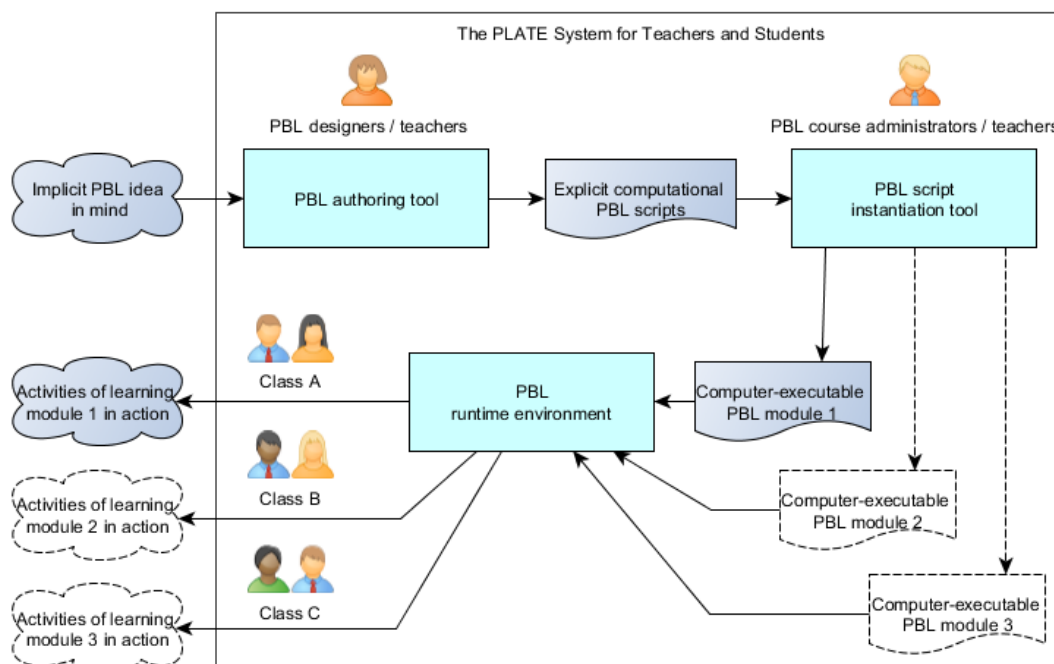 The PLATE System for Teachers and Students
PBL designers / teachers
PBL course administrators / teachers
Implicit PBL idea
in mind
PBL authoring tool
Explicit computational
PBL scripts
PBL script
instantiation tool
Class A
Activities of learning
module 1 in action
PBL
runtime environment
Computer-executable
PBL module 1
Class B
Activities of learning
module 2 in action
Computer-executable
PBL module 2
Class C
Activities of learning
module 3 in action
Computer-executable
PBL module 3